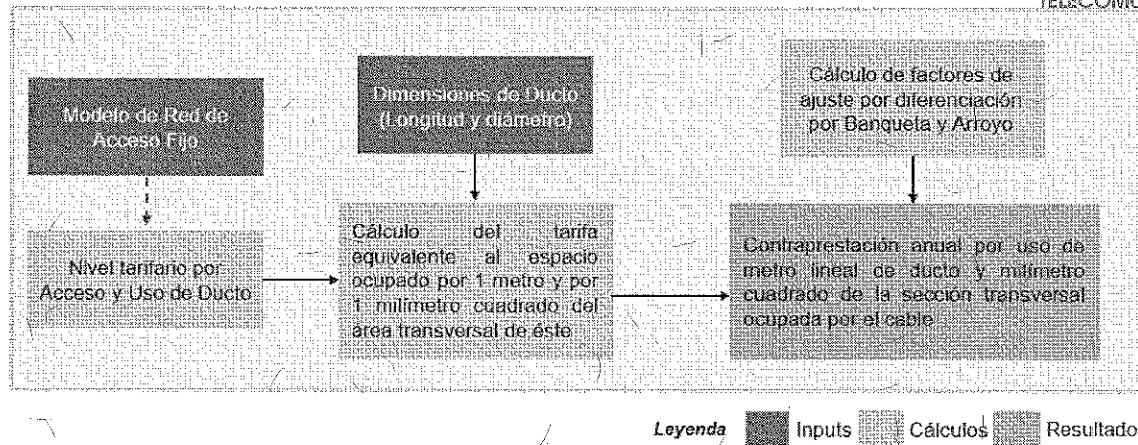 Modelo de Red de
Acceso Fijo
Dimensiones de Ducto
(Longitud y diámetro)
Cálculo de factores de
ajuste por diferenciación
por Banqueta y Arroyo
Nivel tarifario por
Acceso y Uso de Ducto
Cálculo del tarifa
equivalente al espacio
ocupado por 1 metro y por
1 milímetro cuadrado del
área transversal de éste
Contraprestación anual por uso de
metro lineal de ducto y milímetro
cuadrado de la sección transversal
ocupada por el cable
Leyenda Inputs Cálculos Resultado